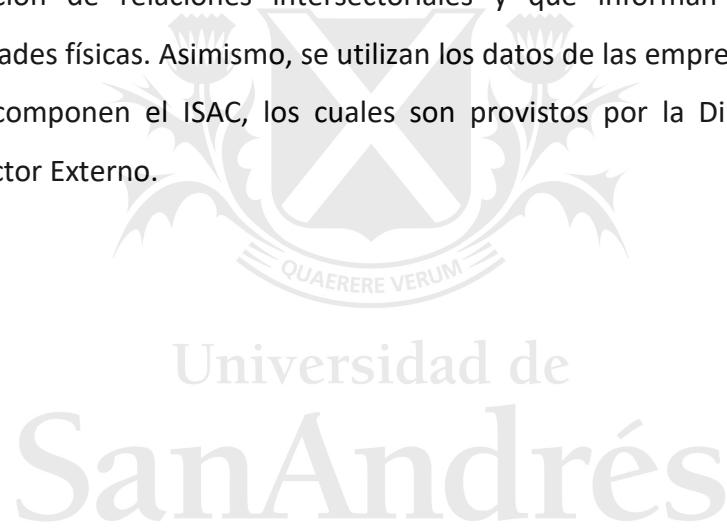 ción de relaciones intersectoriales y que informan
ades físicas. Asimismo, se utilizan los datos de las empre
componen el ISAC, los cuales son provistos por la Di
ctor Externo.
QUAERERE VERUM
Universidad de
SanAndrés